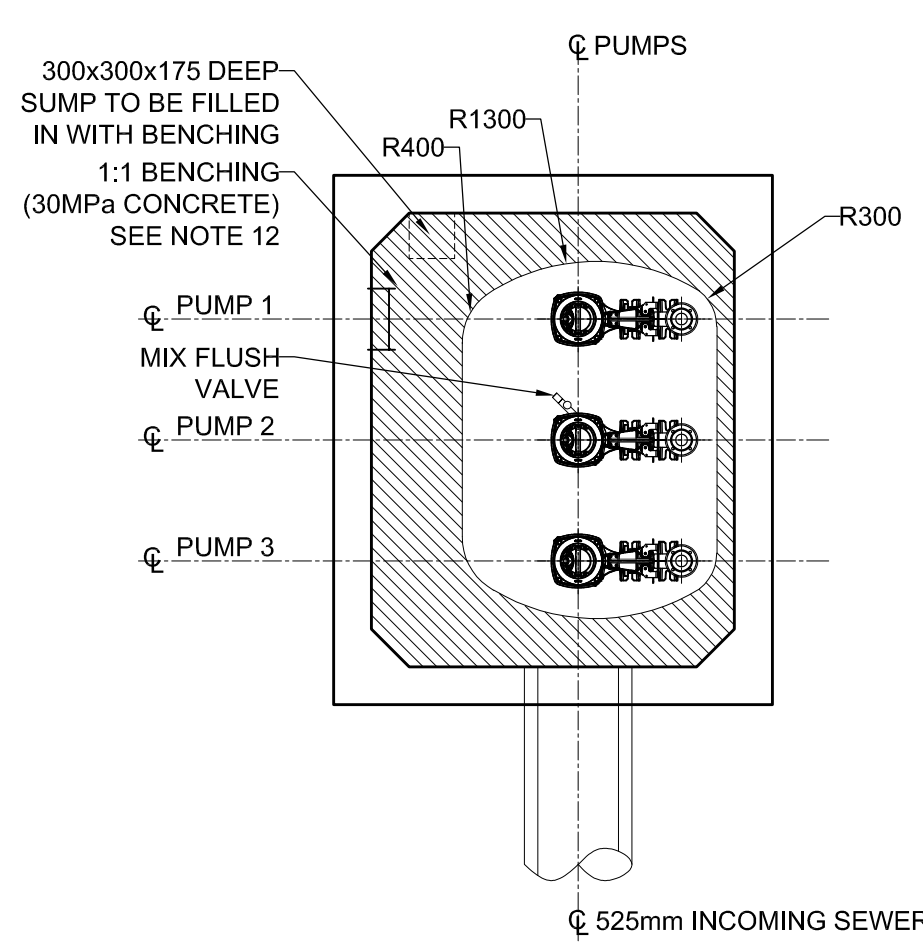 ℄ PUMPS
300x300x175 DEEP
SUMP TO BE FILLED
IN WITH BENCHING
R1300
R400
1:1 BENCHING
(30MPa CONCRETE)
SEE NOTE 12
R300
℄ PUMP 1
MIX FLUSH
VALVE
℄ PUMP 2
℄ PUMP 3
℄ 525mm INCOMING SEWER